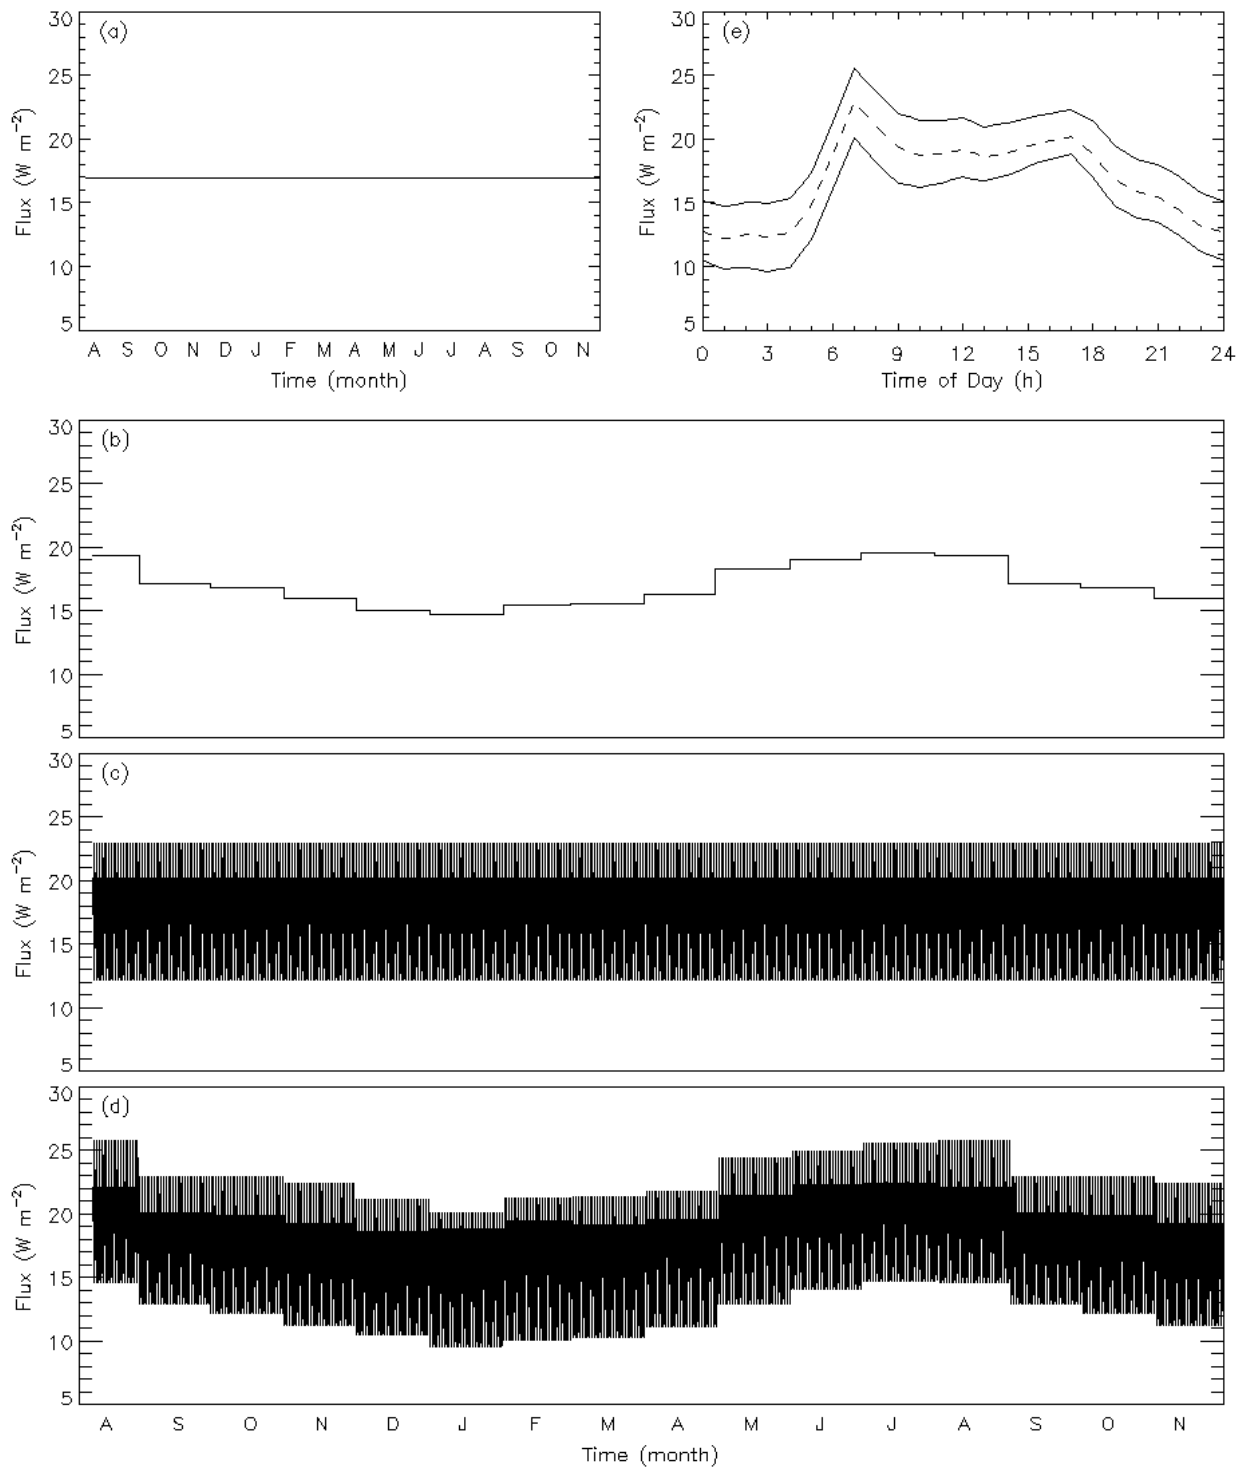 (a)
30
25
20
15
10
5
Flux (W m⁻²)
A S O N D J F M A M J J A S O N
Time (month)
(e)
30
25
20
15
10
5
Flux (W m⁻²)
0 3 6 9 12 15 18 21 24
Time of Day (h)
(b)
30
25
20
15
10
5
Flux (W m⁻²)
(c)
30
25
20
15
10
5
Flux (W m⁻²)
(d)
30
25
20
15
10
5
Flux (W m⁻²)
A S O N D J F M A M J J A S O N
Time (month)